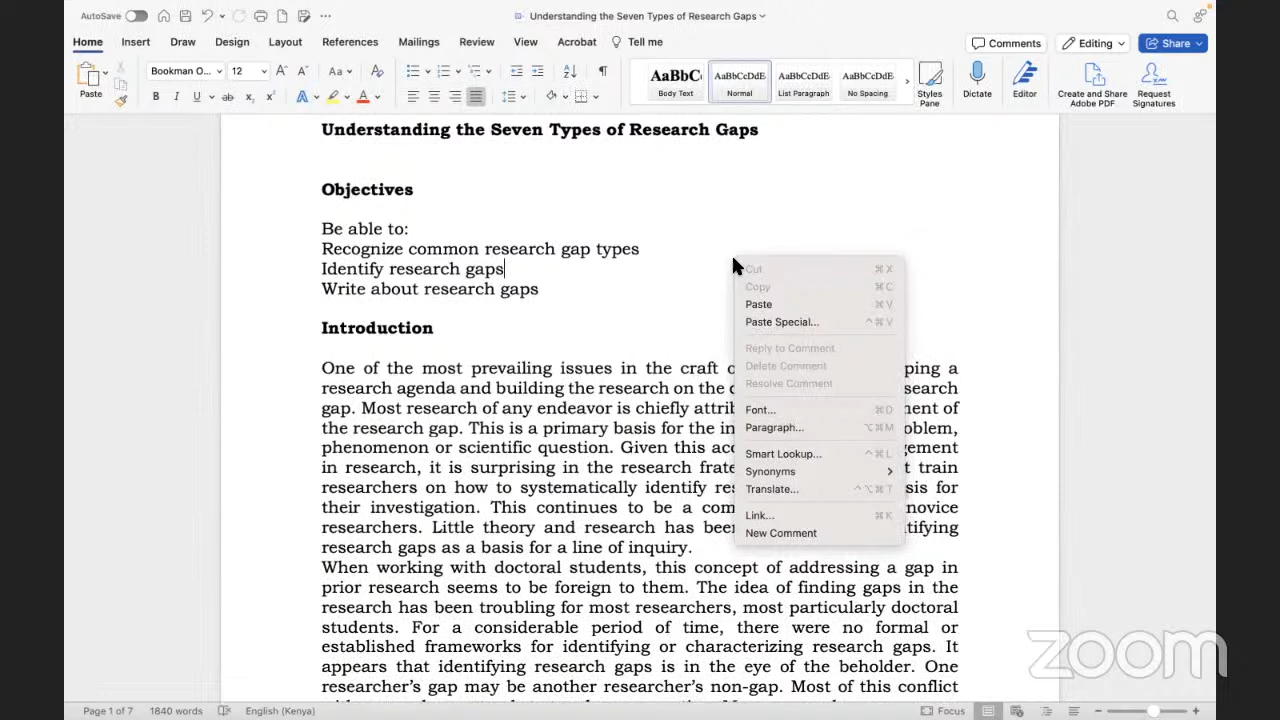 AutoSave
Understanding the Seven Types of Research Gaps
Home Insert Draw Design Layout References Mailings Review View Acrobat Tell me
Comments Editing Share
Paste
Bookman O... 12
AaBbC AaBbCcDdE AaBbCcDdE AaBbCcDdE
Body Text Normal List Paragraph No Spacing
Styles Pane
Dictate
Editor
Create and Share Adobe PDF
Request Signatures
Understanding the Seven Types of Research Gaps
Objectives
Be able to:
Recognize common research gap types
Identify research gaps
Write about research gaps
Introduction
One of the most prevailing issues in the craft ping a
research agenda and building the research on the search
gap. Most research of any endeavor is chiefly ment of
the research gap. This is a primary basis for the
phenomenon or scientific question. Given this
in research, it is surprising in the research train
researchers on how to systematically identify for
their investigation. This continues to be a novice
researchers. Little theory and research has
research gaps as a basis for a line of inquiry.
When working with doctoral students, this concept of addressing a gap in
prior research seems to be foreign to them. The idea of finding gaps in the
research has been troubling for most researchers, most particularly doctoral
students. For a considerable period of time, there were no formal or
established frameworks for identifying or characterizing research gaps. It
appears that identifying research gaps is in the eye of the beholder. One
researcher's gap may be another researcher's non-gap. Most of this conflict
Cut ⌘X
Copy ⌘C
Paste ⌘V
Paste Special... ^⌘V
Reply to Comment
Delete Comment
Resolve Comment
Font... ⌘D
Paragraph... ⌥⌘M
Smart Lookup... ^⌘L
Synonyms
Translate... ^⌥⌘T
Link... ⌘K
New Comment
zoom
Page 1 of 7 1840 words English (Kenya) Focus